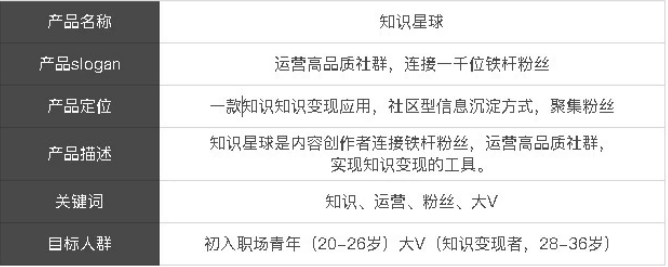 产品名称 知识星球
产品slogan 运营高品质社群，连接一千位铁杆粉丝
产品定位 一款知识知识变现应用，社区型信息沉淀方式，聚集粉丝
产品描述 知识星球是内容创作者连接铁杆粉丝，运营高品质社群，
实现知识变现的工具。
关键词 知识、运营、粉丝、大V
目标人群 初入职场青年（20-26岁）大V（知识变现者，28-36岁）